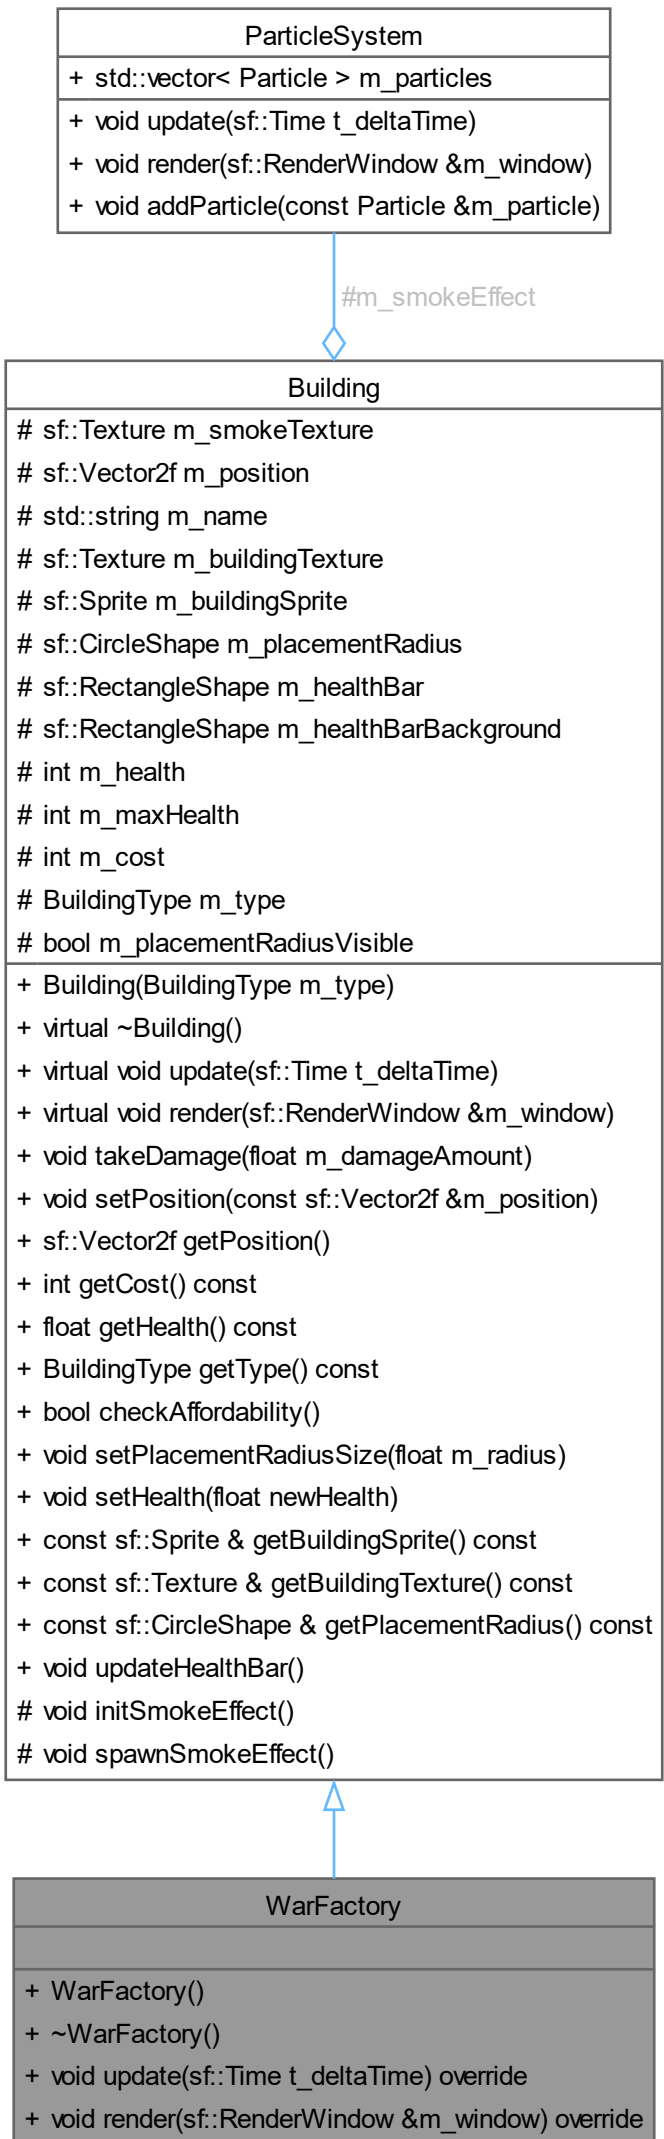 ParticleSystem
+ std::vector< Particle > m_particles
+ void update(sf::Time t_deltaTime)
+ void render(sf::RenderWindow &m_window)
+ void addParticle(const Particle &m_particle)
#m_smokeEffect
Building
# sf::Texture m_smokeTexture
# sf::Vector2f m_position
# std::string m_name
# sf::Texture m_buildingTexture
# sf::Sprite m_buildingSprite
# sf::CircleShape m_placementRadius
# sf::RectangleShape m_healthBar
# sf::RectangleShape m_healthBarBackground
# int m_health
# int m_maxHealth
# int m_cost
# BuildingType m_type
# bool m_placementRadiusVisible
+ Building(BuildingType m_type)
+ virtual ~Building()
+ virtual void update(sf::Time t_deltaTime)
+ virtual void render(sf::RenderWindow &m_window)
+ void takeDamage(float m_damageAmount)
+ void setPosition(const sf::Vector2f &m_position)
+ sf::Vector2f getPosition()
+ int getCost() const
+ float getHealth() const
+ BuildingType getType() const
+ bool checkAffordability()
+ void setPlacementRadiusSize(float m_radius)
+ void setHealth(float newHealth)
+ const sf::Sprite & getBuildingSprite() const
+ const sf::Texture & getBuildingTexture() const
+ const sf::CircleShape & getPlacementRadius() const
+ void updateHealthBar()
# void initSmokeEffect()
# void spawnSmokeEffect()
WarFactory
+ WarFactory()
+ ~WarFactory()
+ void update(sf::Time t_deltaTime) override
+ void render(sf::RenderWindow &m_window) override